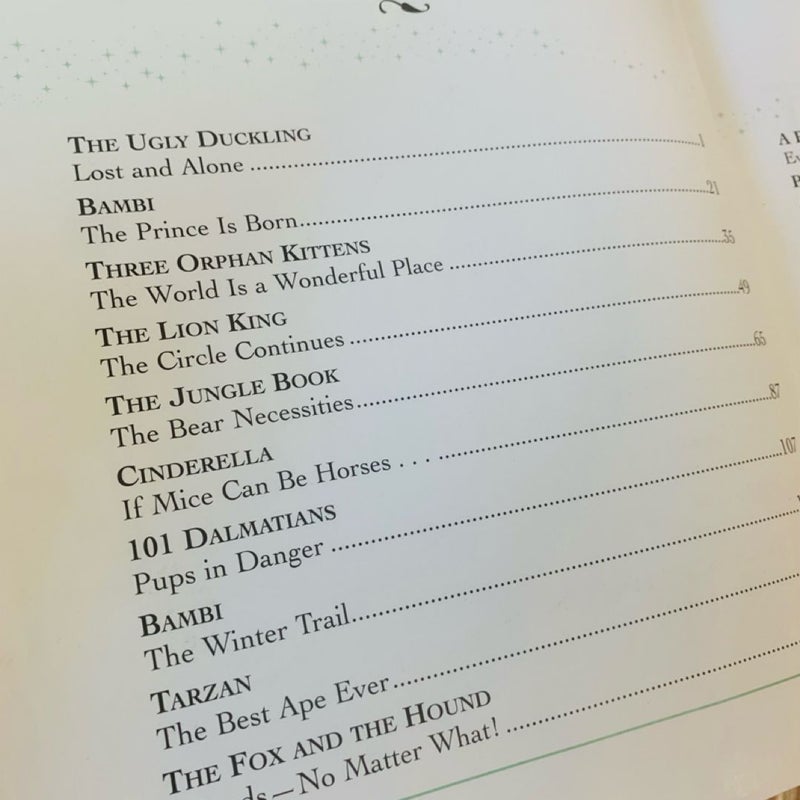 THE UGLY DUCKLING
Lost and Alone ........................................................1
BAMBI
The Prince Is Born........................................................21
THREE ORPHAN KITTENS
The World Is a Wonderful Place ........................................35
THE LION KING
The Circle Continues ........................................................49
THE JUNGLE BOOK
The Bear Necessities........................................................65
CINDERELLA
If Mice Can Be Horses . . . ................................................87
101 DALMATIANS
Pups in Danger ........................................................107
BAMBI
The Winter Trail........................................................
TARZAN
The Best Ape Ever........................................................
THE FOX AND THE HOUND
—No Matter What! ........................................